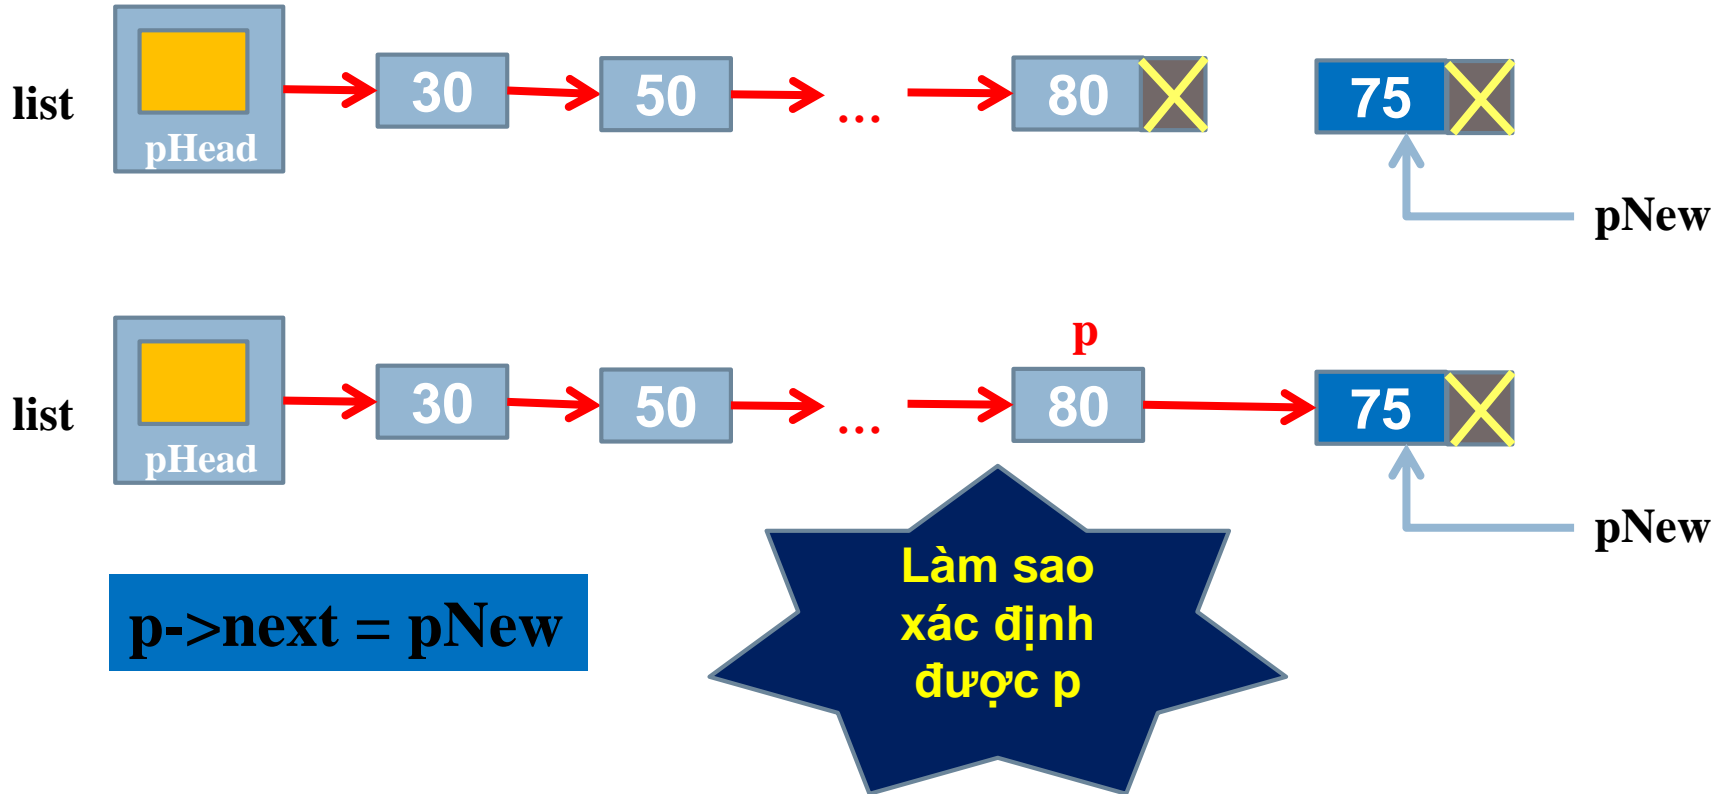 list
pHead
30
50
...
80
75
pNew
p
list
pHead
30
50
...
80
75
pNew
p->next = pNew
Làm sao
xác định
được p